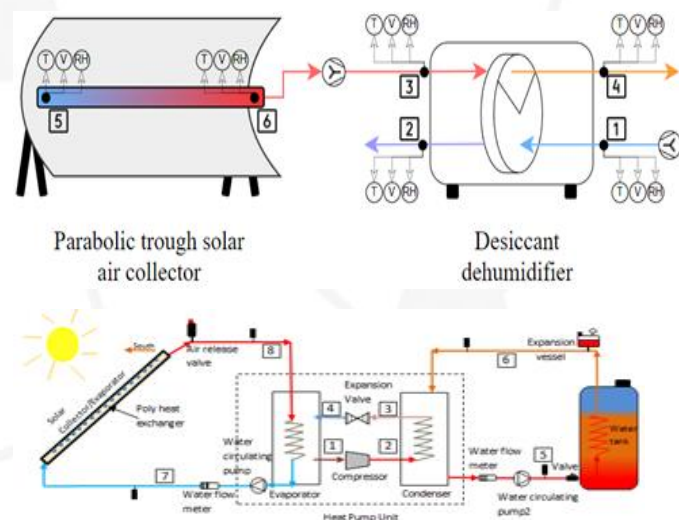 T V RH T V RH
T V RH T V RH
5 6 3 4
2 1
T V RH T V RH
Parabolic trough solar
air collector
Desiccant
dehumidifier
South
Air release
valve
8
Solar
Collector/Evaporator
Poly heat
exchanger
Expansion
Valve
4 3
1 2
Compressor
Evaporator
Condenser
Heat Pump Unit
Water
circulating
pump
7
Water flow
meter
Expansion
vessel
6
Water
tank
Water flow
meter
5
Valve
Water circulating
pump2